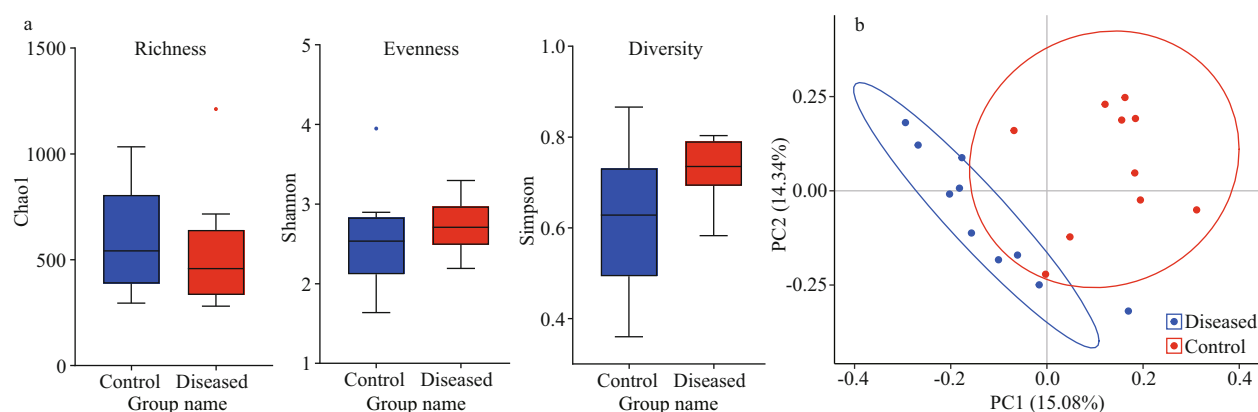 a
Richness
1500
1000
500
0
Chao1
Control Diseased
Group name
Evenness
5
4
3
2
1
Shannon
Control Diseased
Group name
Diversity
1.0
0.8
0.6
0.4
Simpson
Control Diseased
Group name
b
0.25
0.00
-0.25
PC2 (14.34%)
Diseased
Control
-0.4 -0.2 0.0 0.2 0.4
PC1 (15.08%)